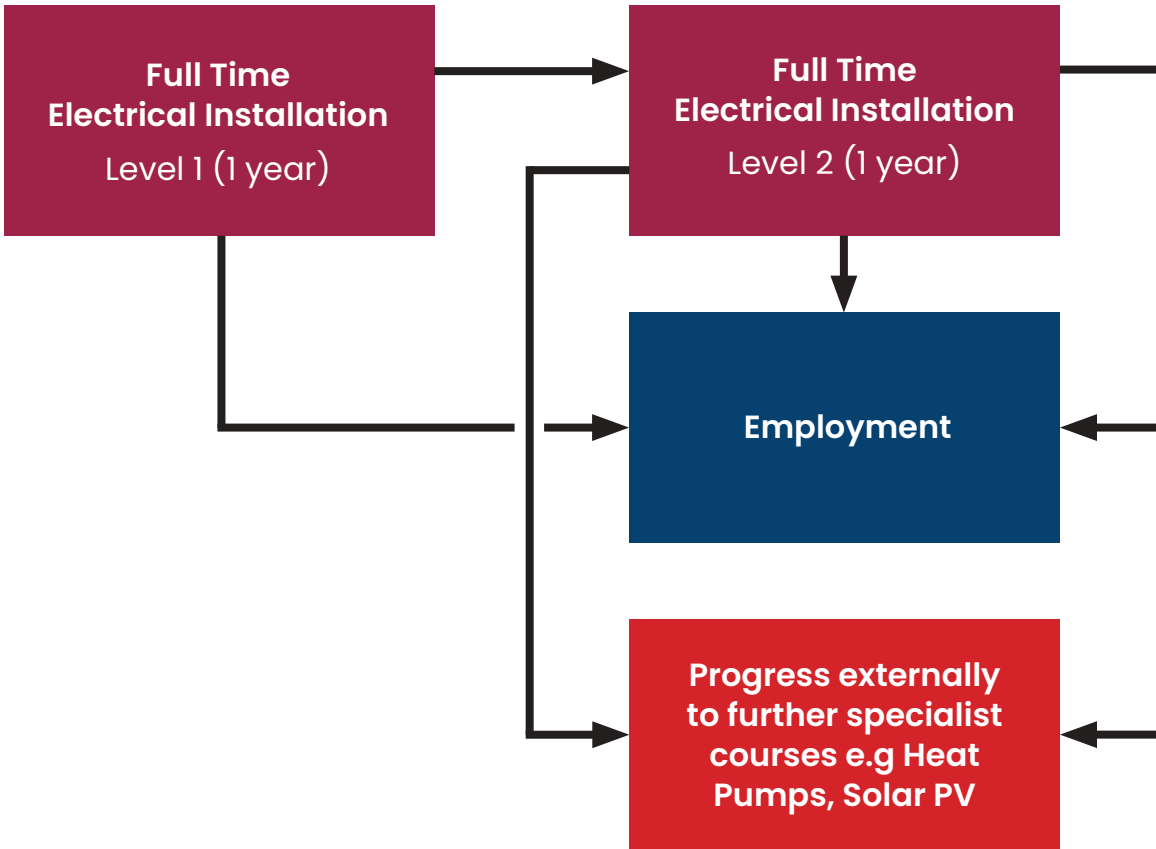 Full Time
Electrical Installation
Level 1 (1 year)
Full Time
Electrical Installation
Level 2 (1 year)
Employment
Progress externally
to further specialist
courses e.g Heat
Pumps, Solar PV